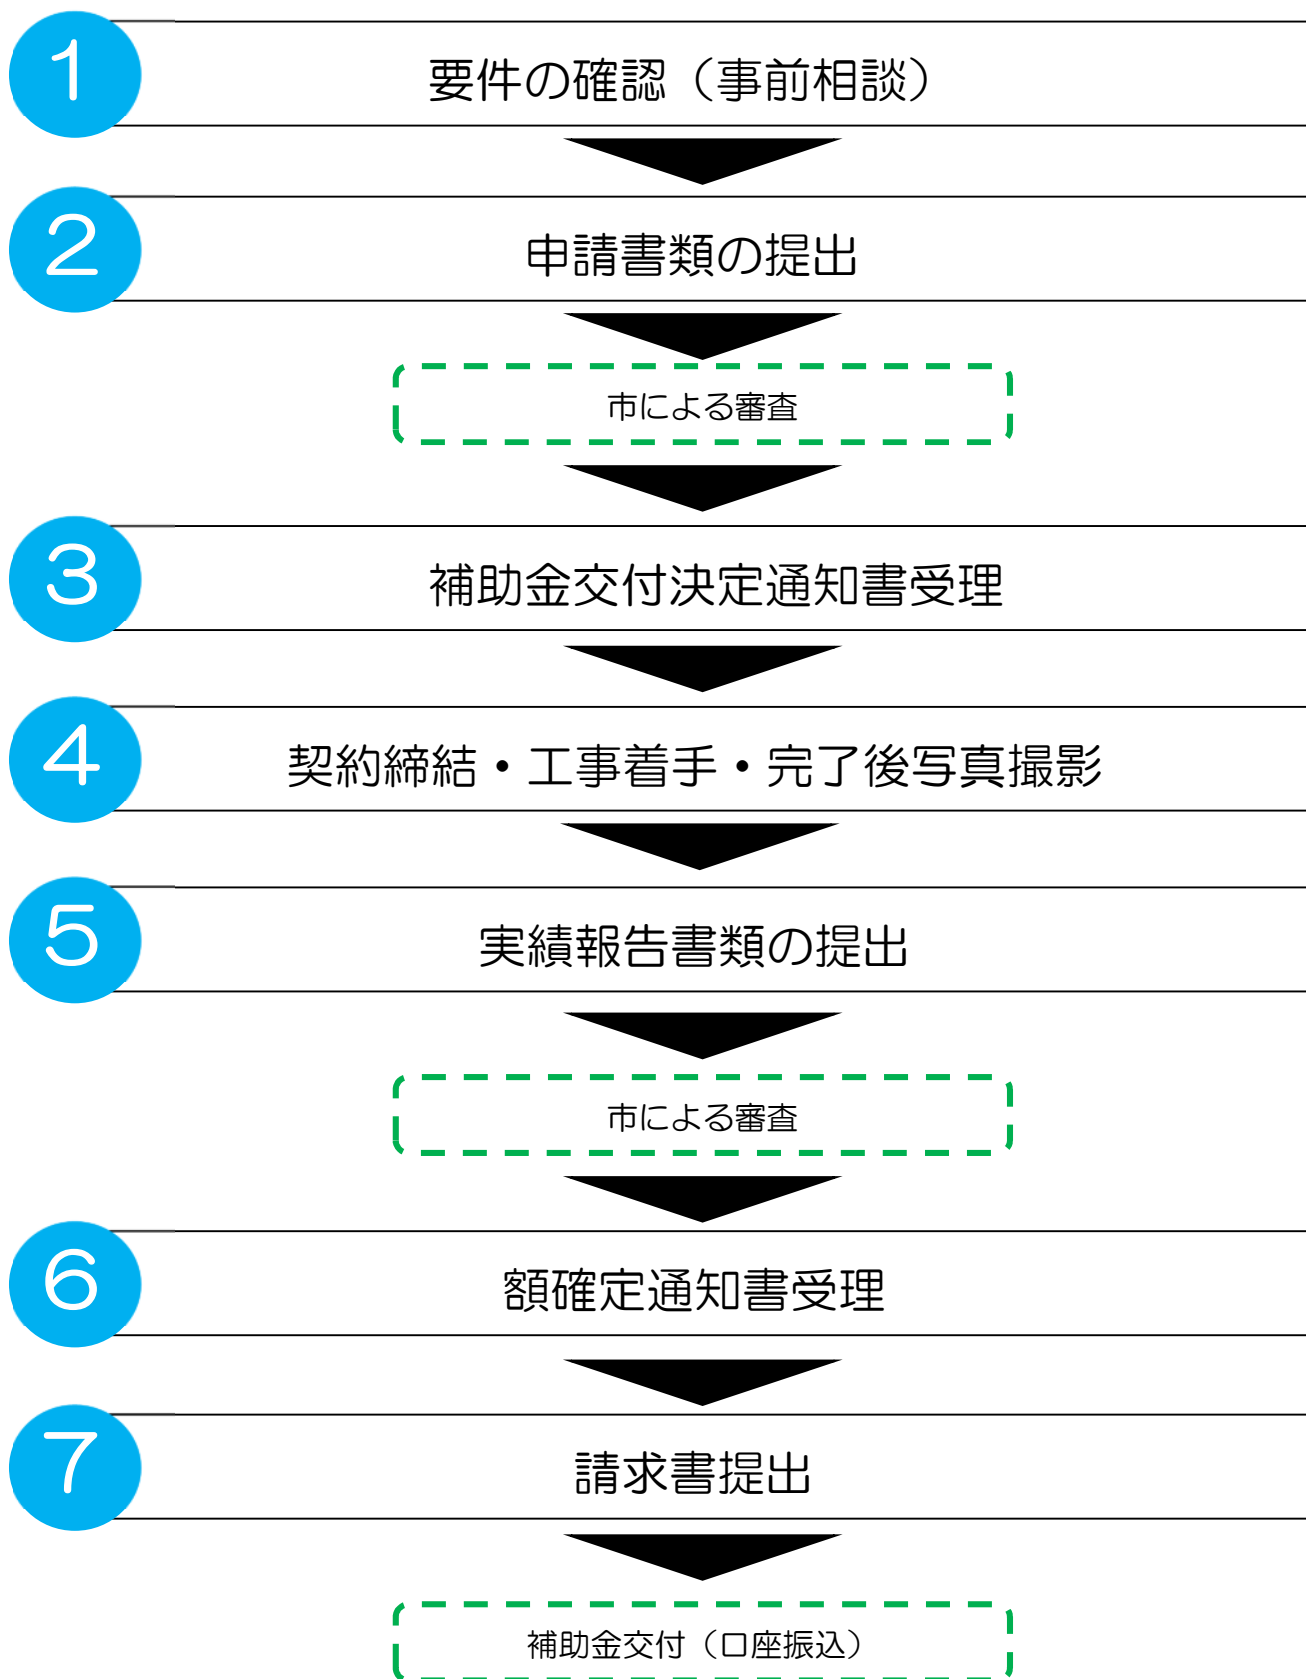 1
要件の確認（事前相談）
2
申請書類の提出
市による審査
3
補助金交付決定通知書受理
4
契約締結・工事着手・完了後写真撮影
5
実績報告書類の提出
市による審査
6
額確定通知書受理
7
請求書提出
補助金交付（口座振込）